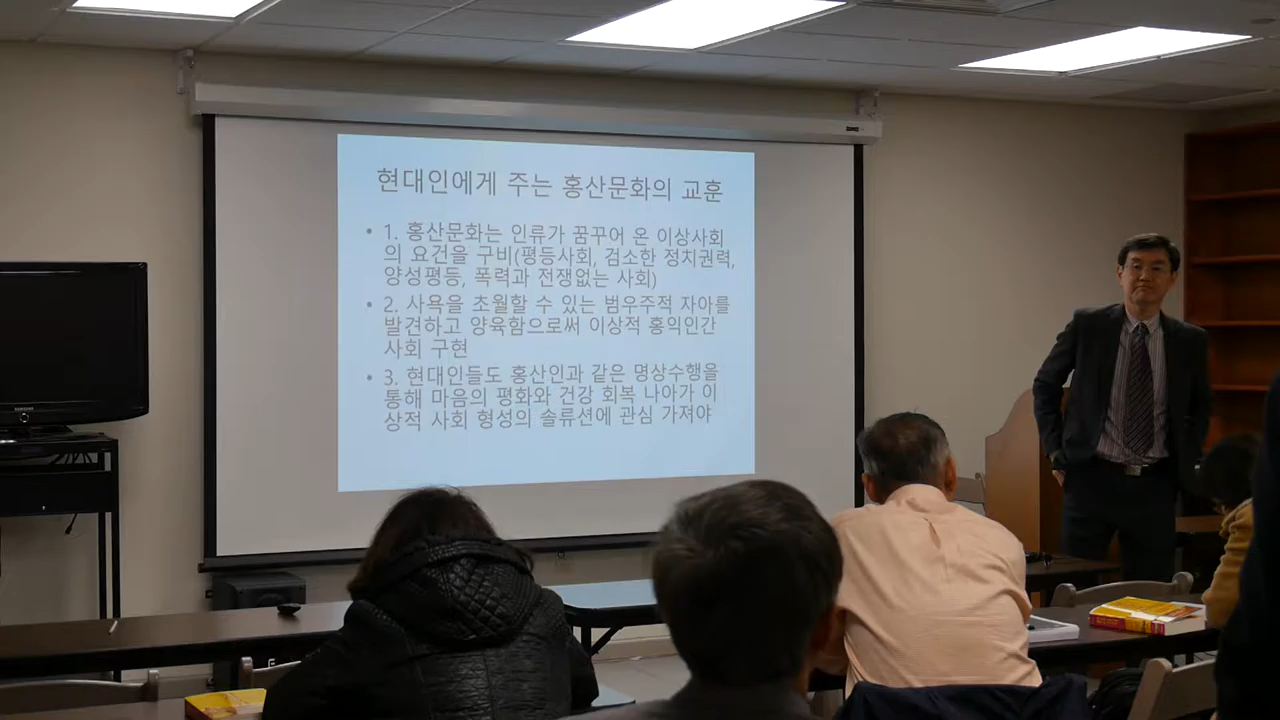 현대인에게 주는 홍산문화의 교훈
• 1. 홍산문화는 인류가 꿈꾸어 온 이상사회
의 요건을 구비(평등사회, 검소한 정치권력,
양성평등, 폭력과 전쟁없는 사회)
• 2. 사욕을 초월할 수 있는 범우주적 자아를
발견하고 양육함으로써 이상적 홍익인간
사회 구현
• 3. 현대인들도 홍산인과 같은 명상수행을
통해 마음의 평화와 건강 회복 나아가 이
상적 사회 형성의 솔류션에 관심 가져야
SAMSUNG